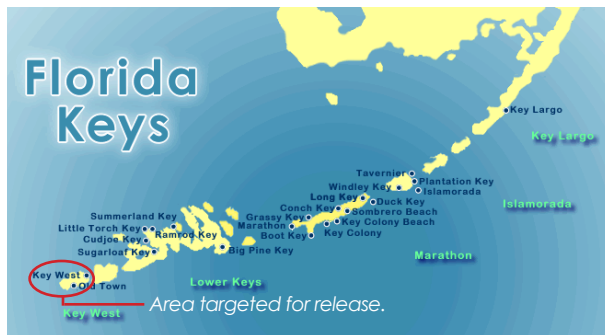 Florida
Keys
Key Largo
Key Largo
Tavernier
Plantation Key
Windley Key
Islamorada
Islamorada
Long Key
Duck Key
Conch Key
Sombrero Beach
Grassy Key
Key Colony Beach
Marathon
Boot Key
Key Colony
Marathon
Summerland Key
Little Torch Key
Ramrod Key
Cudjoe Key
Sugarloaf Key
Big Pine Key
Key West
Old Town
Lower Keys
Key West
Area targeted for release.